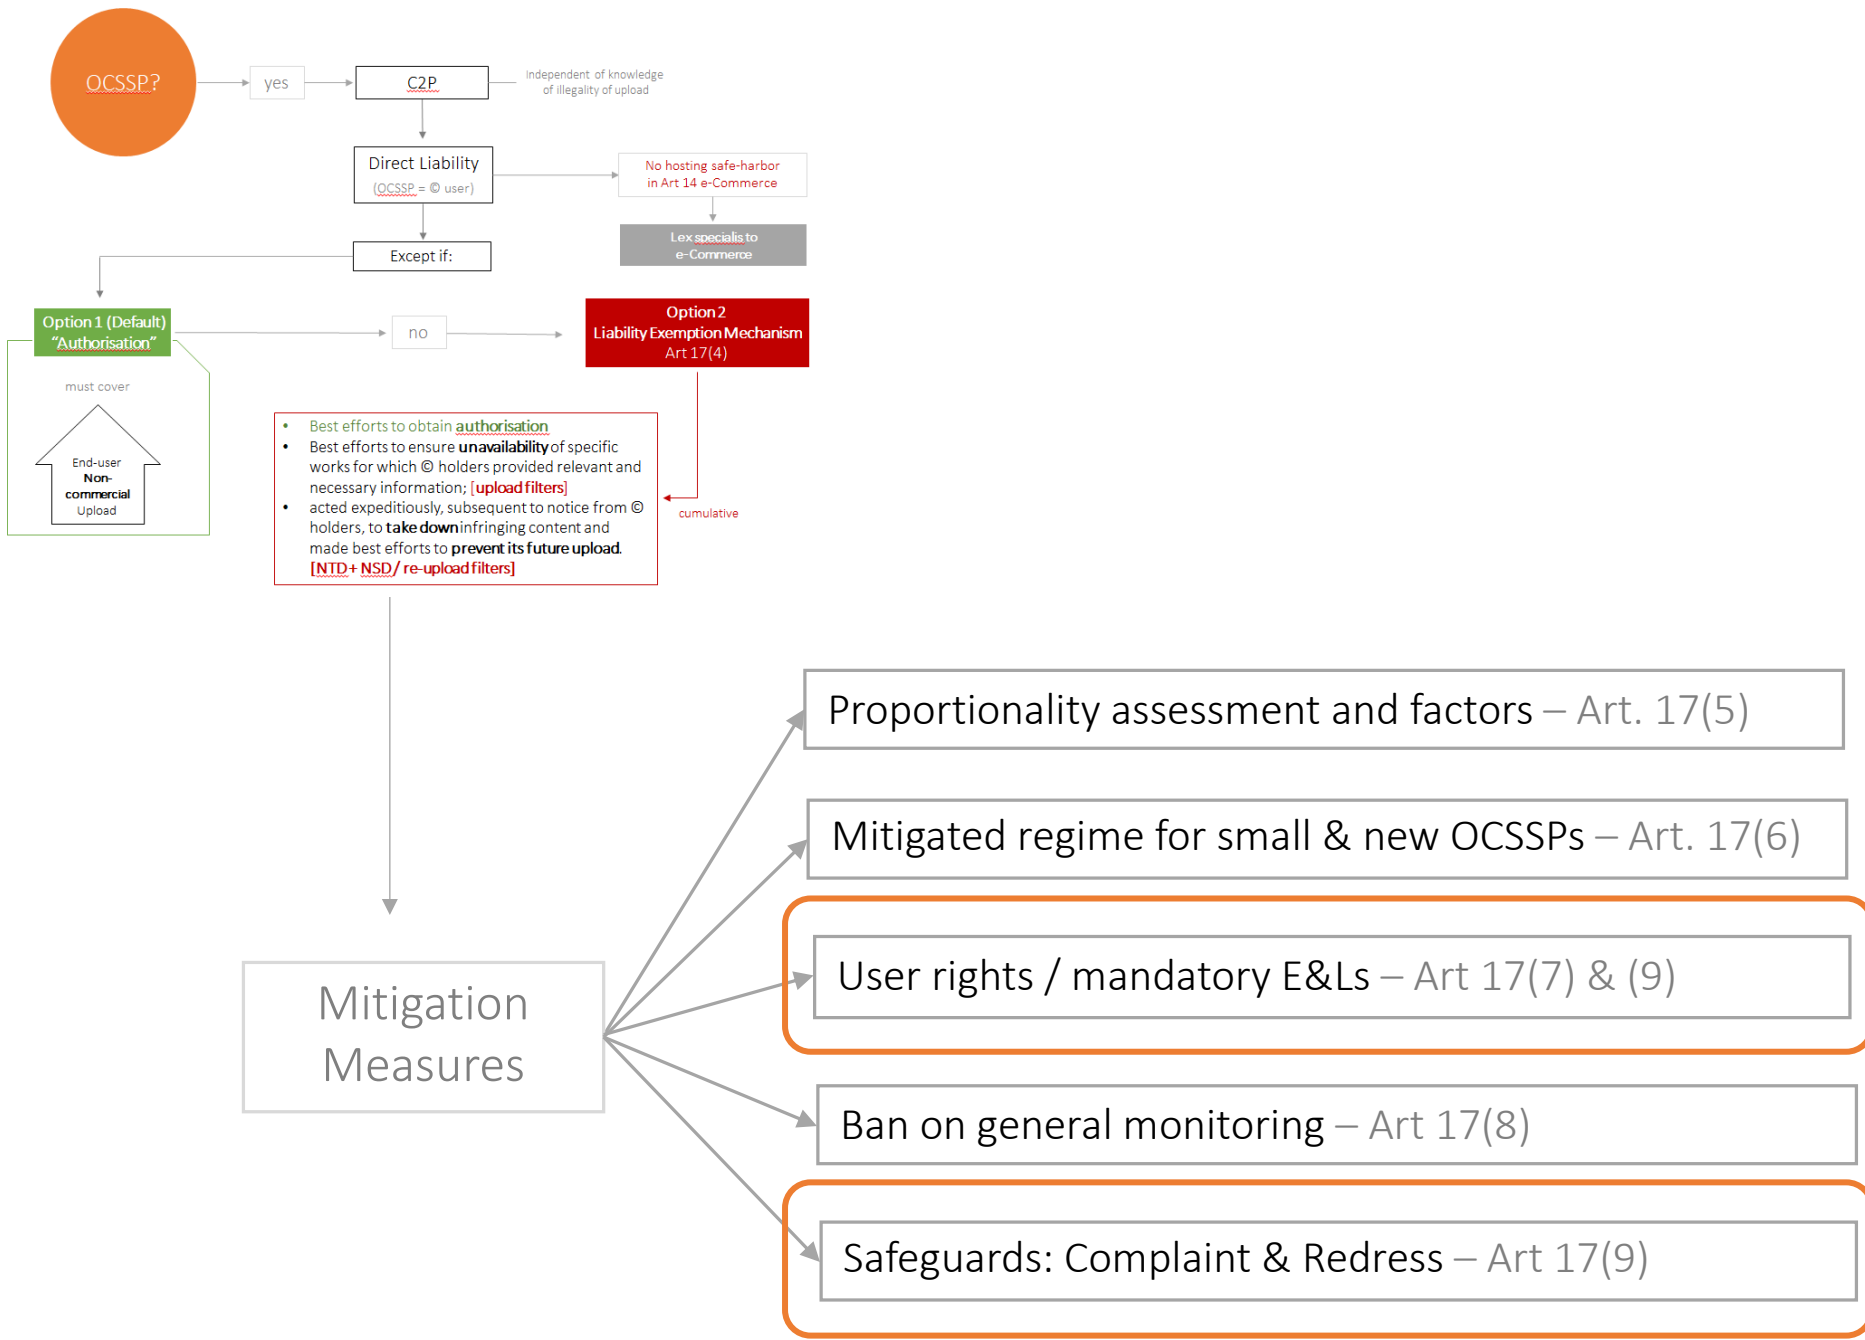 OCSSP?
yes
C2P
Independent of knowledge
of illegality of upload
Direct Liability
(OCSSP = © user)
No hosting safe-harbor
in Art 14 e-Commerce
Lex specialis to
e-Commerce
Except if:
Option 1 (Default)
“Authorisation”
no
Option 2
Liability Exemption Mechanism
Art 17(4)
must cover
End-user
Non-
commercial
Upload
• Best efforts to obtain authorisation
• Best efforts to ensure unavailability of specific
works for which © holders provided relevant and
necessary information; [upload filters]
• acted expeditiously, subsequent to notice from ©
holders, to take down infringing content and
made best efforts to prevent its future upload.
[NTD+ NSD/ re-upload filters]
cumulative
Mitigation
Measures
Proportionality assessment and factors – Art. 17(5)
Mitigated regime for small & new OCSSPs – Art. 17(6)
User rights / mandatory E&Ls – Art 17(7) & (9)
Ban on general monitoring – Art 17(8)
Safeguards: Complaint & Redress – Art 17(9)